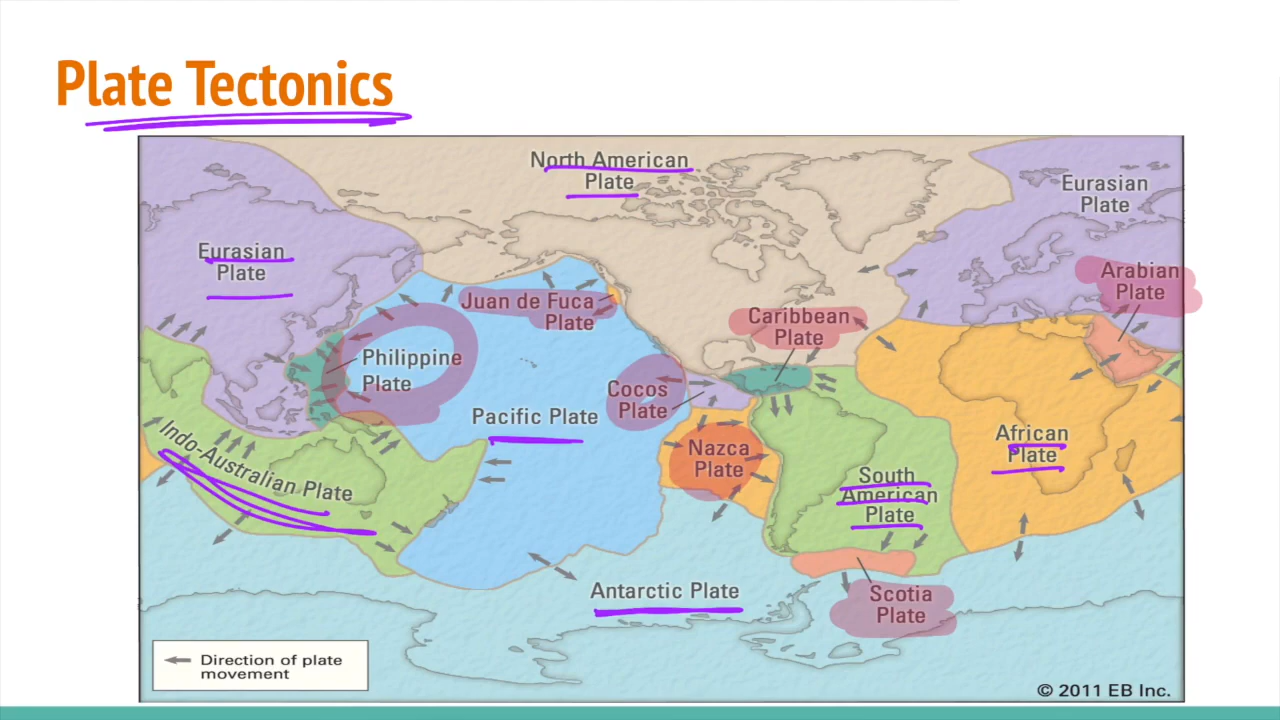 Plate Tectonics
North American
Plate
Eurasian
Plate
Eurasian
Plate
Arabian
Plate
Juan de Fuca
Plate
Caribbean
Plate
Philippine
Plate
Cocos
Plate
Pacific Plate
Indo-Australian Plate
Nazca
Plate
African
Plate
South
American
Plate
Antarctic Plate
Scotia
Plate
Direction of plate
movement
© 2011 EB Inc.